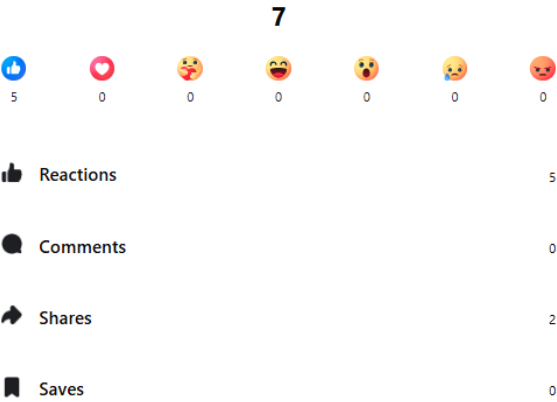 7
5 0 0 0 0 0 0
Reactions 5
Comments 0
Shares 2
Saves 0